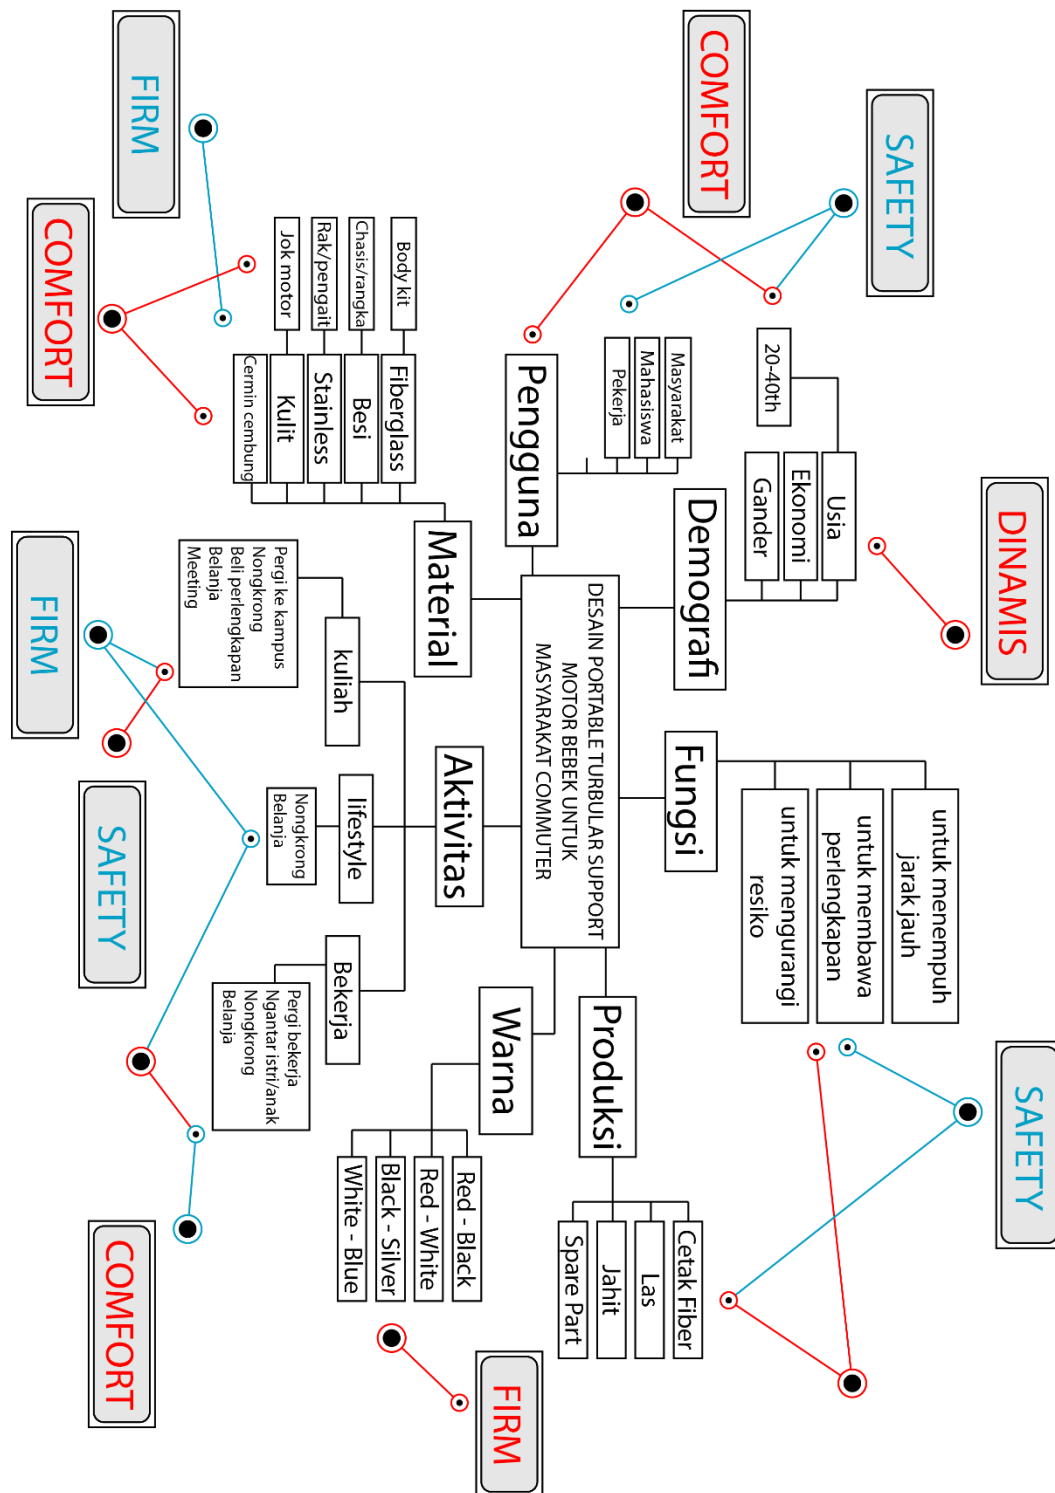 DINAMIS
SAFETY
COMFORT
SAFETY
20-40th
Usia
Ekonomi
Gander
Demografi
Masyarakat
Mahasiswa
Pekerja
Pengguna
untuk menempuh
jarak jauh
untuk membawa
perlengkapan
untuk mengurangi
resiko
Fungsi
DESAIN PORTABLE TURBULAR SUPPORT
MOTOR BEBEK UNTUK
MASYARAKAT COMMUTER
Produksi
Cetak Fiber
Las
Jahit
Spare Part
Body kit
Chasis/rangka
Rak/pengait
Jok motor
Fiberglass
Besi
Stainless
Kulit
Cermin cembung
Material
Aktivitas
Warna
Red - Black
Red - White
Black - Silver
White - Blue
FIRM
kuliah
Pergi ke kampus
Nongkrong
Beli perlengkapan
Belanja
Meeting
lifestyle
Nongkrong
Belanja
Bekerja
Pergi bekerja
Ngantar istri/anak
Nongkrong
Belanja
FIRM
COMFORT
FIRM
SAFETY
COMFORT